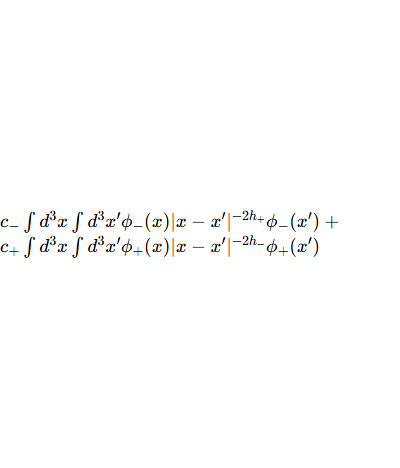 c₋ ∫ d³x ∫ d³x′ϕ₋(x)|x − x′|^{−2h₊}ϕ₋(x′) +
c₊ ∫ d³x ∫ d³x′ϕ₊(x)|x − x′|^{−2h₋}ϕ₊(x′)